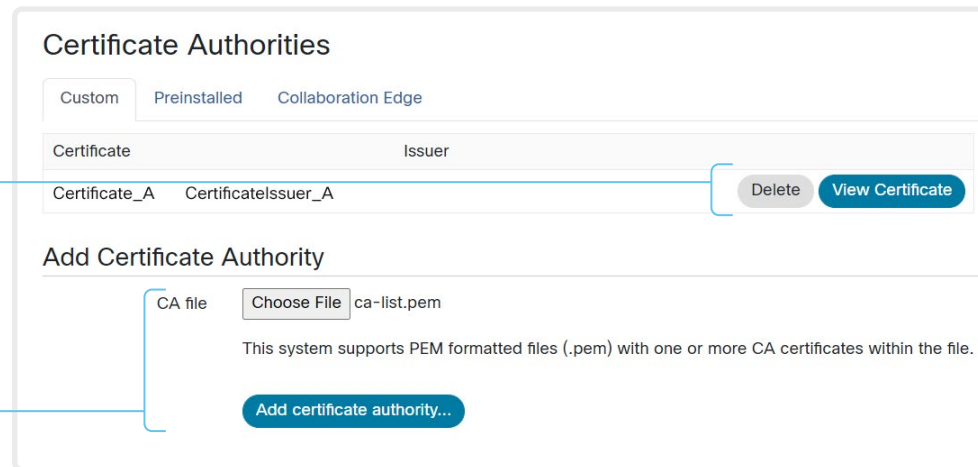 Certificate Authorities
Custom Preinstalled Collaboration Edge
Certificate Issuer
Certificate_A CertificateIssuer_A Delete View Certificate
Add Certificate Authority
CA file Choose File ca-list.pem
This system supports PEM formatted files (.pem) with one or more CA certificates within the file.
Add certificate authority...